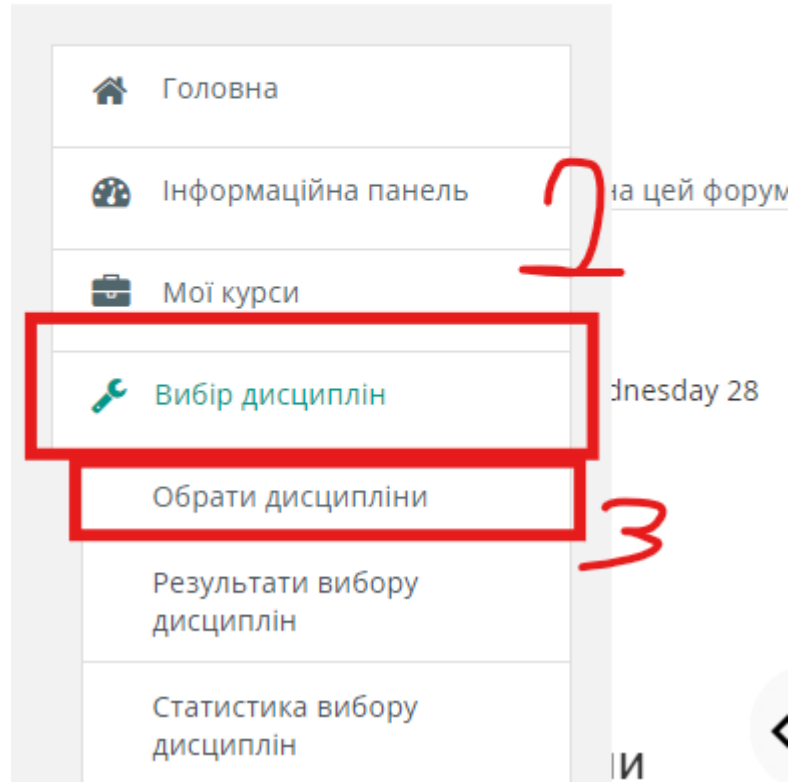 Головна
Інформаційна панель
2
на цей форум
Мої курси
Вибір дисциплін
dnesday 28
Обрати дисципліни
3
Результати вибору
дисциплін
Статистика вибору
дисциплін
ии